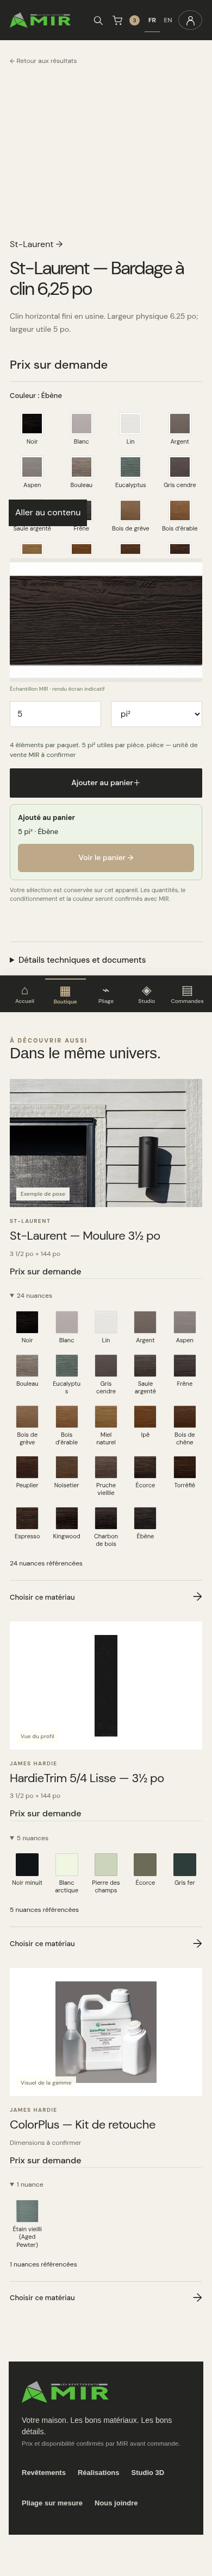 MIR
3
FR
EN
← Retour aux résultats
St-Laurent →
St-Laurent — Bardage à
clin 6,25 po
Clin horizontal fini en usine. Largeur physique 6.25 po;
largeur utile 5 po.
Prix sur demande
Couleur : Ébène
Noir
Blanc
Lin
Argent
Aspen
Bouleau
Eucalyptus
Gris cendre
Aller au contenu
Saule argenté
Frêne
Bois de grève
Bois d'érable
Échantillon MIR · rendu écran indicatif
5
pi²
4 éléments par paquet. 5 pi² utiles par pièce. pièce — unité de
vente MIR à confirmer
Ajouter au panier +
Ajouté au panier
5 pi² · Ébène
Voir le panier →
Votre sélection est conservée sur cet appareil. Les quantités, le
conditionnement et la couleur seront confirmés avec MIR.
▶ Détails techniques et documents
Accueil
Boutique
Pliage
Studio
Commandes
À DÉCOUVRIR AUSSI
Dans le même univers.
Exemple de pose
ST-LAURENT
St-Laurent — Moulure 3½ po
3 1/2 po × 144 po
Prix sur demande
▼ 24 nuances
Noir
Blanc
Lin
Argent
Aspen
Bouleau
Eucalyptu
s
Gris
cendre
Saule
argenté
Frêne
Bois de
grève
Bois
d'érable
Miel
naturel
Ipé
Bois de
chêne
Peuplier
Noisetier
Pruche
vieillie
Écorce
Torréfié
Espresso
Kingwood
Charbon
de bois
Ébène
24 nuances référencées
Choisir ce matériau →
Vue du profil
JAMES HARDIE
HardieTrim 5/4 Lisse — 3½ po
3 1/2 po × 144 po
Prix sur demande
▼ 5 nuances
Noir minuit
Blanc
arctique
Pierre des
champs
Écorce
Gris fer
5 nuances référencées
Choisir ce matériau →
Visuel de la gamme
JAMES HARDIE
ColorPlus — Kit de retouche
Dimensions à confirmer
Prix sur demande
▼ 1 nuance
Étain vieilli
(Aged
Pewter)
1 nuances référencées
Choisir ce matériau →
MIR
Votre maison. Les bons matériaux. Les bons
détails.
Prix et disponibilité confirmés par MIR avant commande.
Revêtements
Réalisations
Studio 3D
Pliage sur mesure
Nous joindre